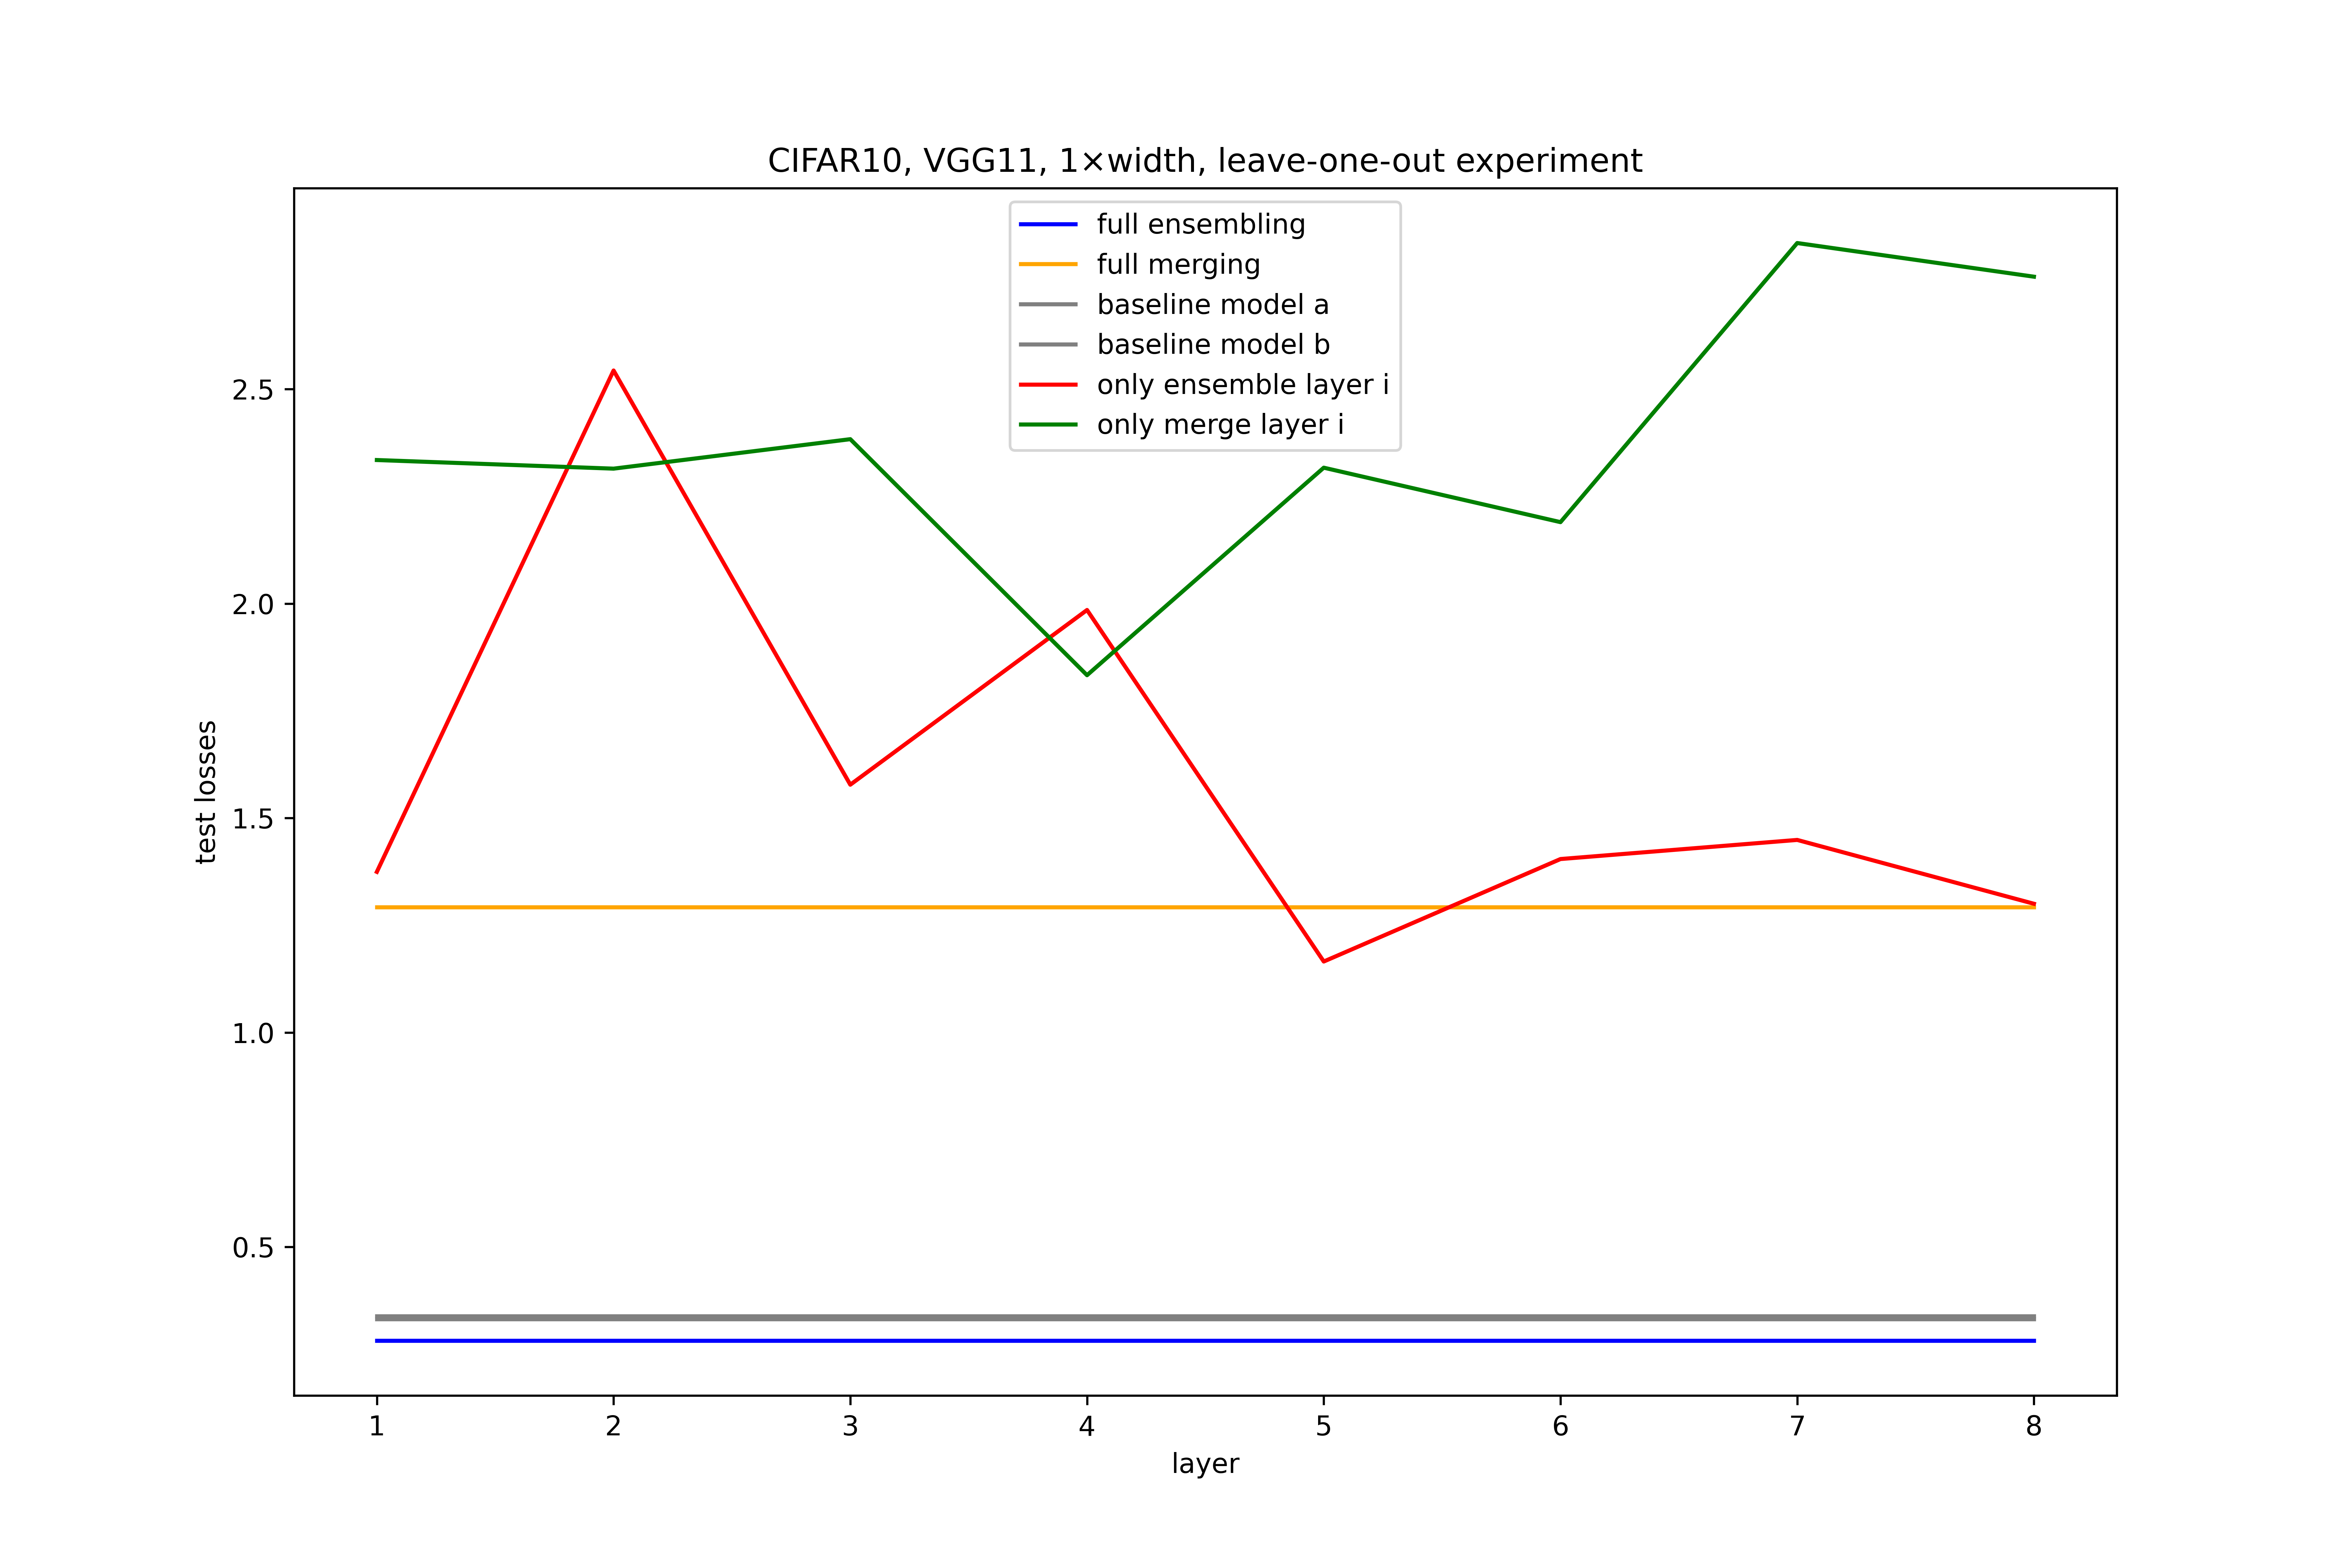 CIFAR10, VGG11, 1×width, leave-one-out experiment
full ensembling
full merging
baseline model a
baseline model b
only ensemble layer i
only merge layer i
test losses
2.5
2.0
1.5
1.0
0.5
1 2 3 4 5 6 7 8
layer